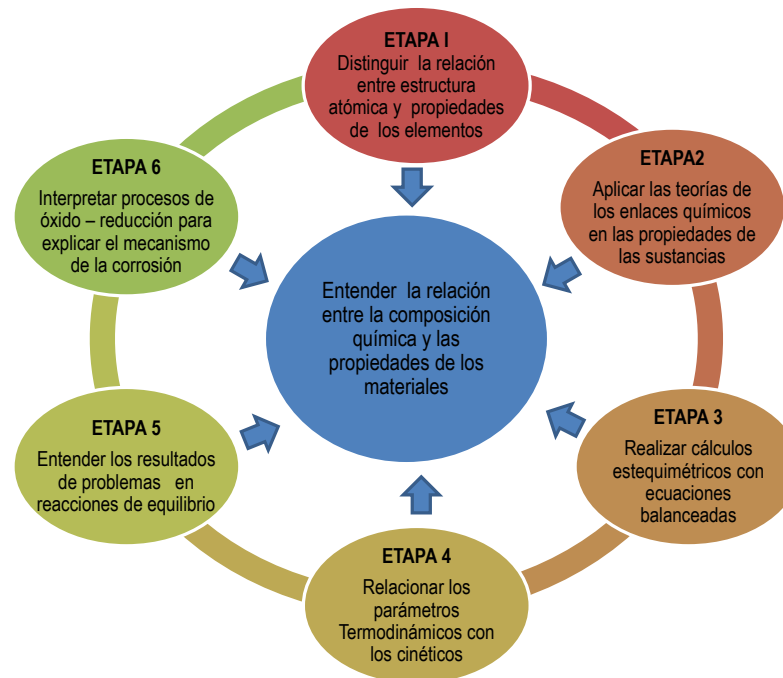 ETAPA I
Distinguir la relación
entre estructura
atómica y propiedades
de los elementos
ETAPA2
Aplicar las teorías de
los enlaces químicos
en las propiedades de
las sustancias
ETAPA 3
Realizar cálculos
estequimétricos con
ecuaciones
balanceadas
ETAPA 4
Relacionar los
parámetros
Termodinámicos con
los cinéticos
ETAPA 5
Entender los resultados
de problemas en
reacciones de equilibrio
ETAPA 6
Interpretar procesos de
óxido – reducción para
explicar el mecanismo
de la corrosión
Entender la relación
entre la composición
química y las
propiedades de los
materiales